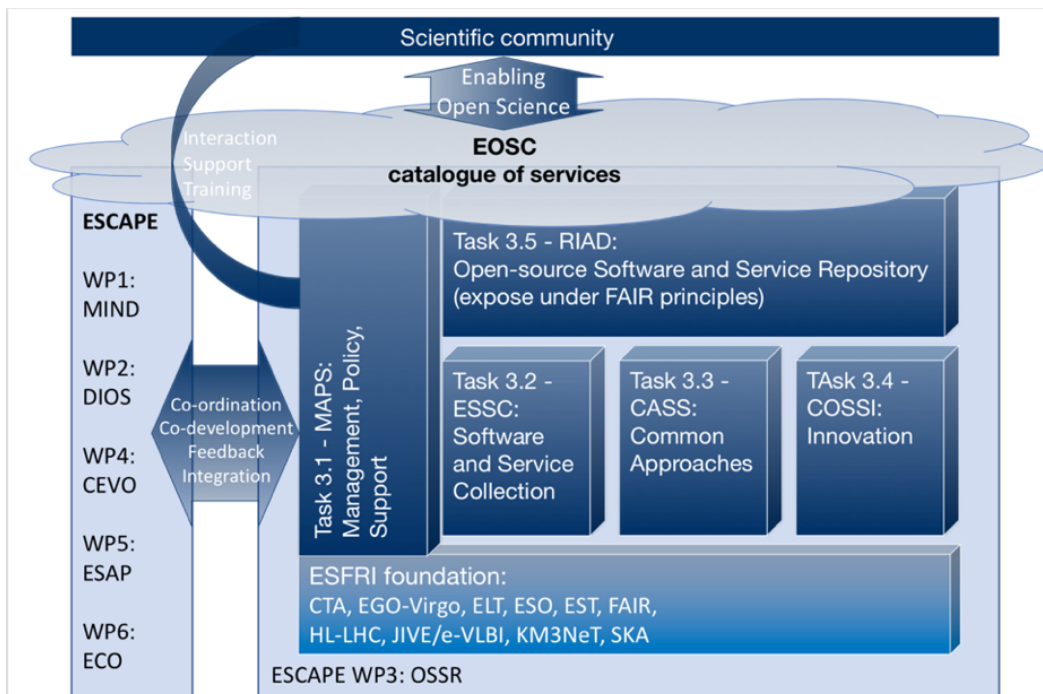 Scientific community
Enabling
Open Science
EOSC
catalogue of services
Interaction
Support
Training
ESCAPE
WP1:
MIND
WP2:
DIOS
WP4:
CEVO
WP5:
ESAP
WP6:
ECO
Co-ordination
Co-development
Feedback
Integration
Task 3.1 - MAPS:
Management, Policy,
Support
Task 3.5 - RIAD:
Open-source Software and Service Repository
(expose under FAIR principles)
Task 3.2 -
ESSC:
Software
and Service
Collection
Task 3.3 -
CASS:
Common
Approaches
TAsk 3.4 -
COSSI:
Innovation
ESFRI foundation:
CTA, EGO-Virgo, ELT, ESO, EST, FAIR,
HL-LHC, JIVE/e-VLBI, KM3NeT, SKA
ESCAPE WP3: OSSR